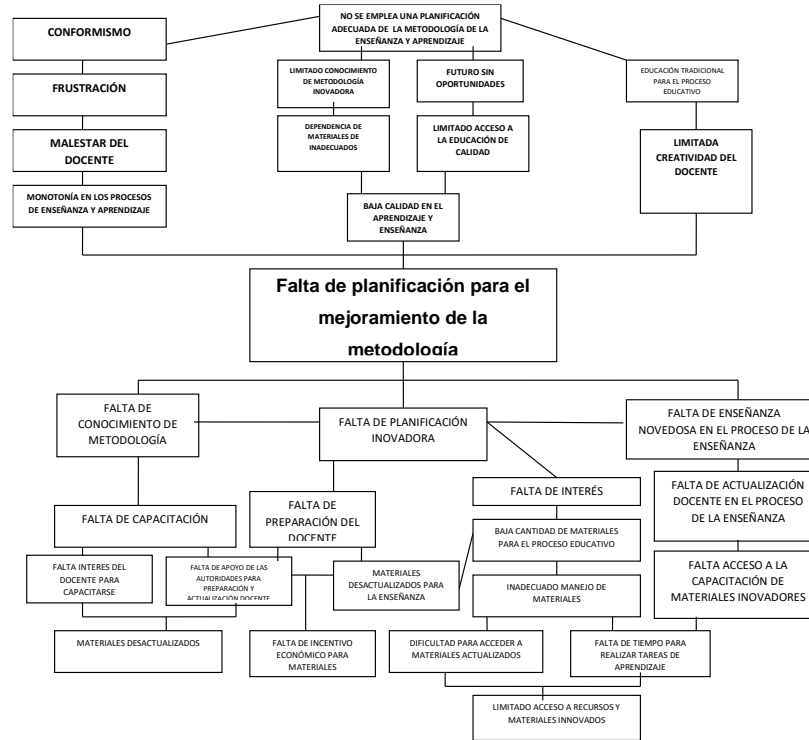 NO SE EMPLEA UNA PLANIFICACIÓN
ADECUADA DE LA METODOLOGÍA DE LA
ENSEÑANZA Y APRENDIZAJE
CONFORMISMO
LIMITADO CONOCIMIENTO
DE METODOLOGÍA
INOVADORA
FUTURO SIN
OPORTUNIDADES
EDUCACIÓN TRADICIONAL
PARA EL PROCESO
EDUCATIVO
FRUSTRACIÓN
DEPENDENCIA DE
MATERIALES DE
INADECUADOS
LIMITADO ACCESO A
LA EDUCACIÓN DE
CALIDAD
LIMITADA
CREATIVIDAD DEL
DOCENTE
MALESTAR DEL
DOCENTE
MONOTONÍA EN LOS PROCESOS
DE ENSEÑANZA Y APRENDIZAJE
BAJA CALIDAD EN EL
APRENDIZAJE Y
ENSEÑANZA
Falta de planificación para el
mejoramiento de la
metodología
FALTA DE
CONOCIMIENTO DE
METODOLOGÍA
FALTA DE PLANIFICACIÓN
INOVADORA
FALTA DE ENSEÑANZA
NOVEDOSA EN EL PROCESO DE LA
ENSEÑANZA
FALTA DE CAPACITACIÓN
FALTA DE
PREPARACIÓN DEL
DOCENTE
FALTA DE INTERÉS
FALTA DE ACTUALIZACIÓN
DOCENTE EN EL PROCESO
DE LA ENSEÑANZA
BAJA CANTIDAD DE MATERIALES
PARA EL PROCESO EDUCATIVO
FALTA INTERES DEL
DOCENTE PARA
CAPACITARSE
FALTA DE APOYO DE LAS
AUTORIDADES PARA
PREPARACIÓN Y
ACTUALIZACIÓN DOCENTE
MATERIALES
DESACTUALIZADOS PARA
LA ENSEÑANZA
INADECUADO MANEJO DE
MATERIALES
FALTA ACCESO A LA
CAPACITACIÓN DE
MATERIALES INOVADORES
MATERIALES DESACTUALIZADOS
FALTA DE INCENTIVO
ECONÓMICO PARA
MATERIALES
DIFICULTAD PARA ACCEDER A
MATERIALES ACTUALIZADOS
FALTA DE TIEMPO PARA
REALIZAR TAREAS DE
APRENDIZAJE
LIMITADO ACCESO A RECURSOS Y
MATERIALES INNOVADOS